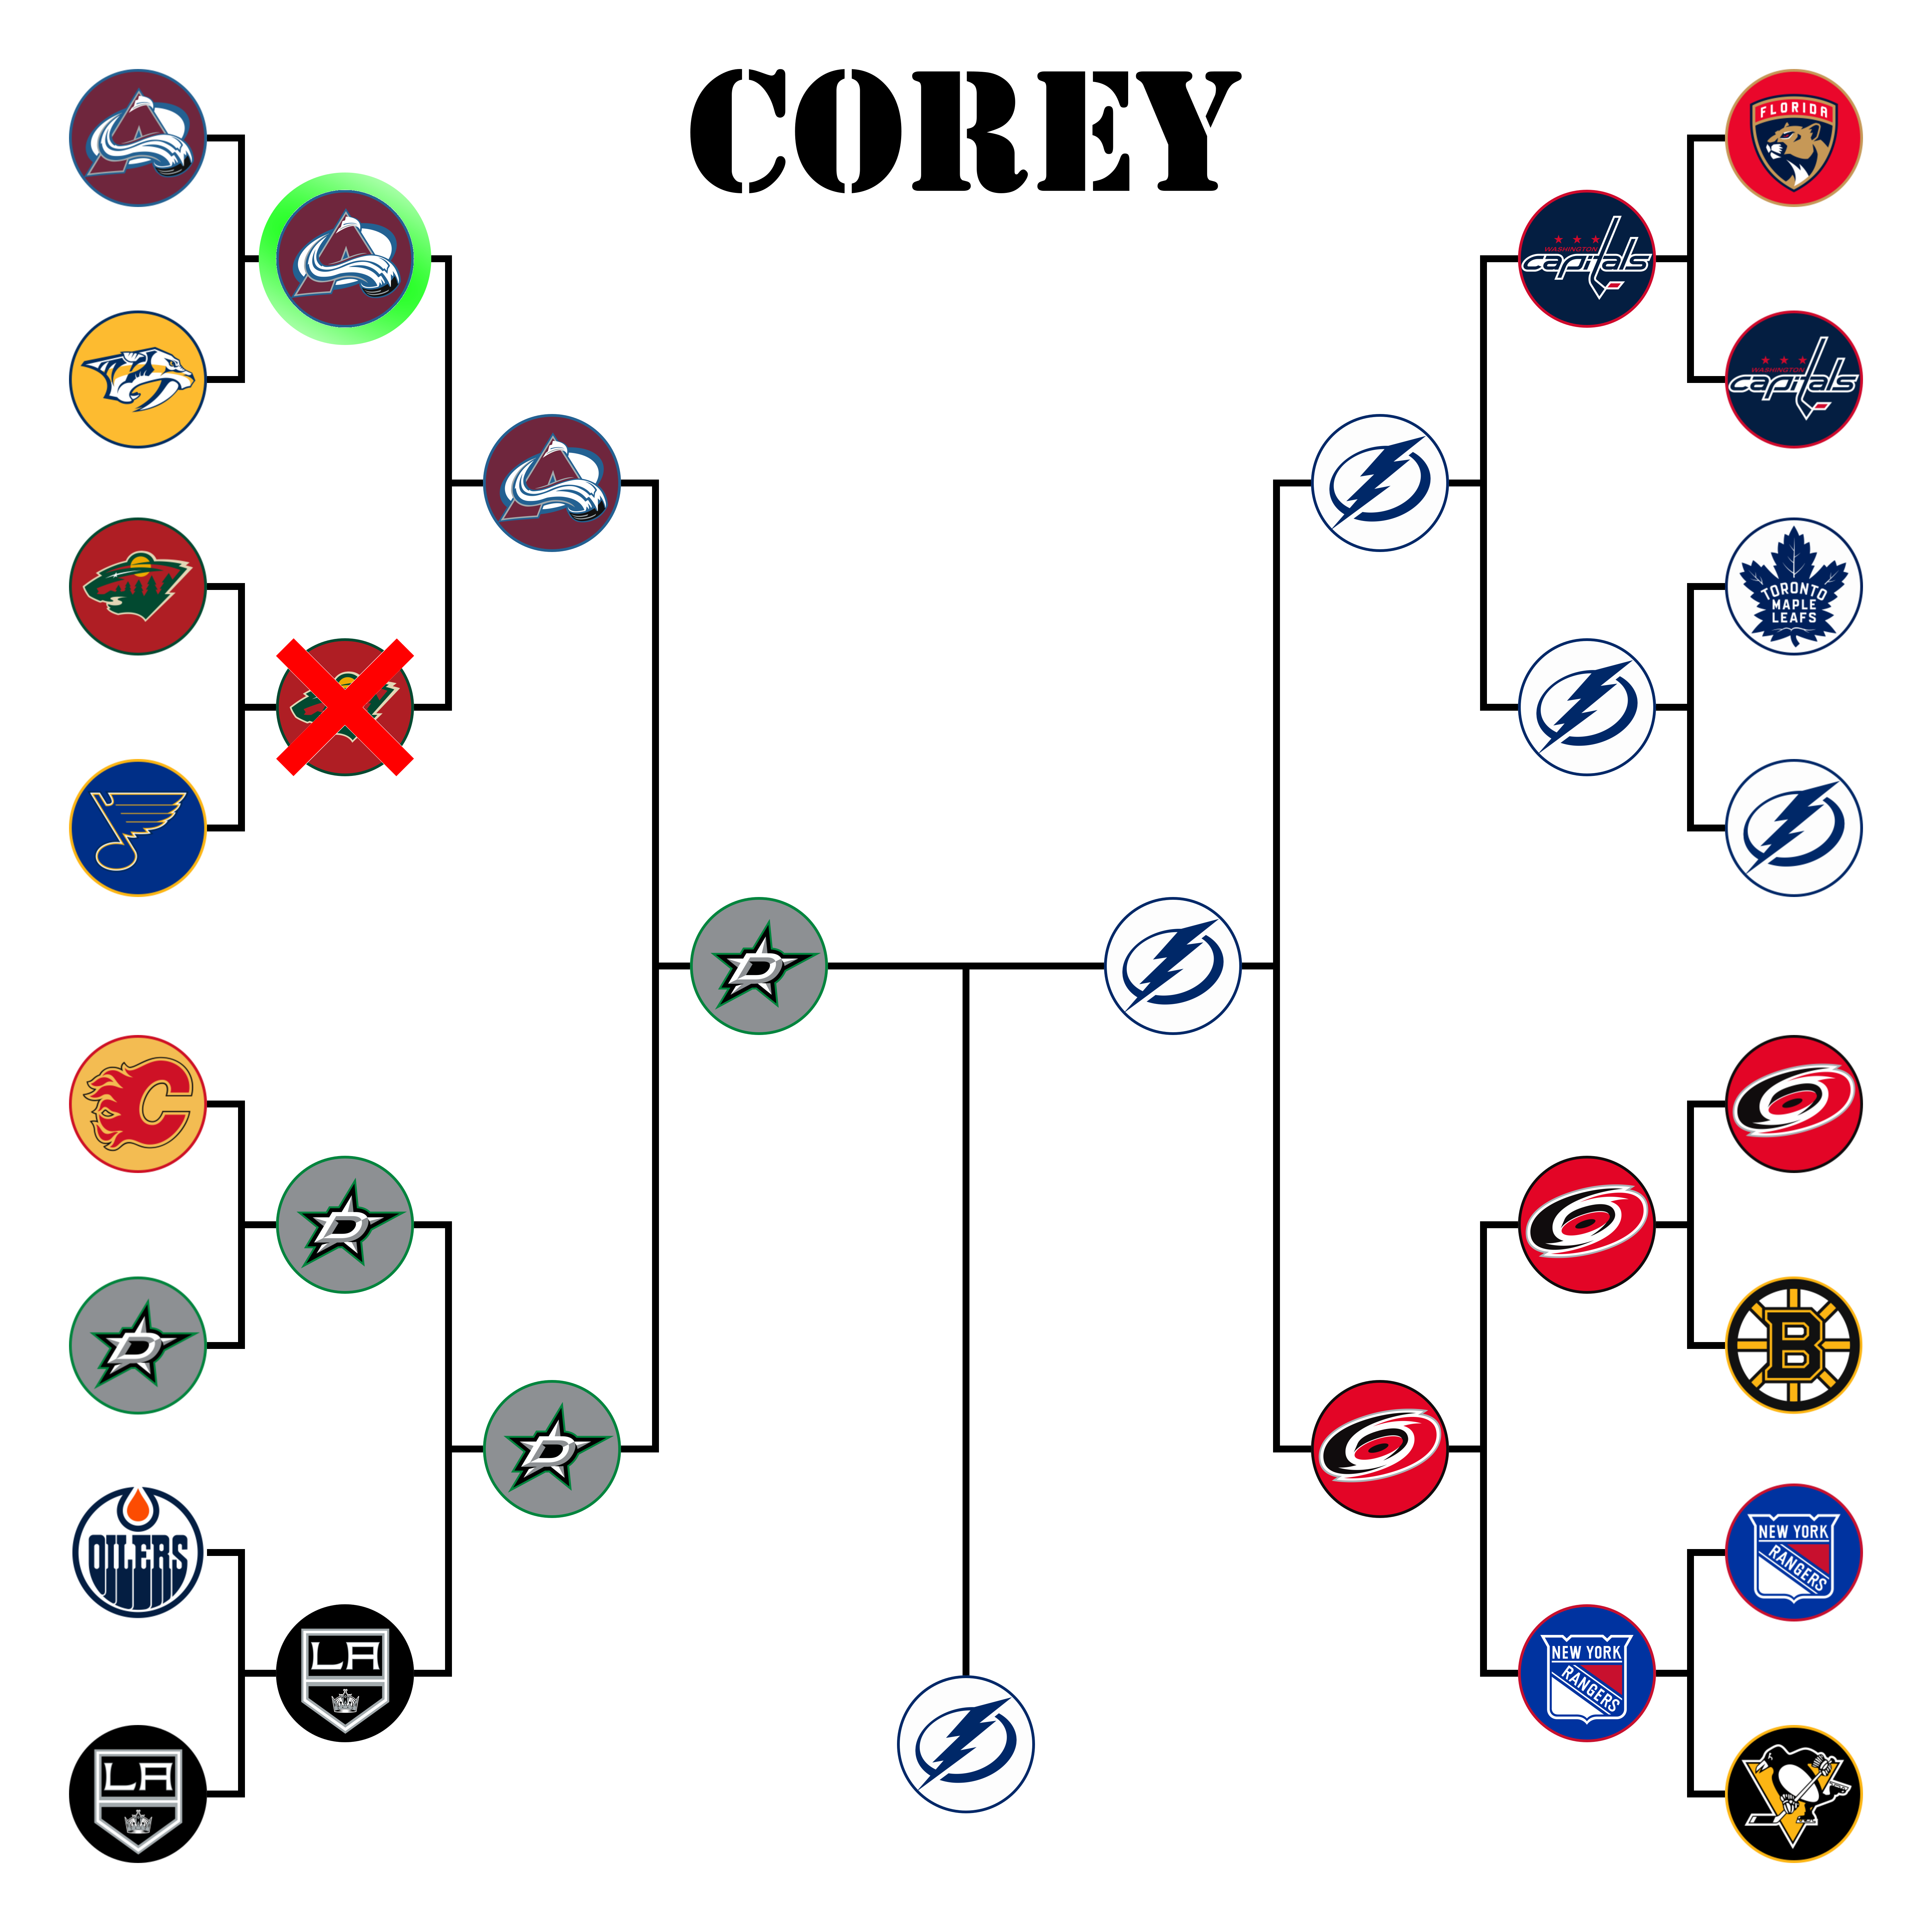 COREY
FLORIDA
WASHINGTON
capitals
WASHINGTON
capitals
TORONTO
MAPLE
LEAFS
B
C
D
D
D
D
OILERS
LA
LA
NEW YORK
RANGERS
NEW YORK
RANGERS
A
A
A